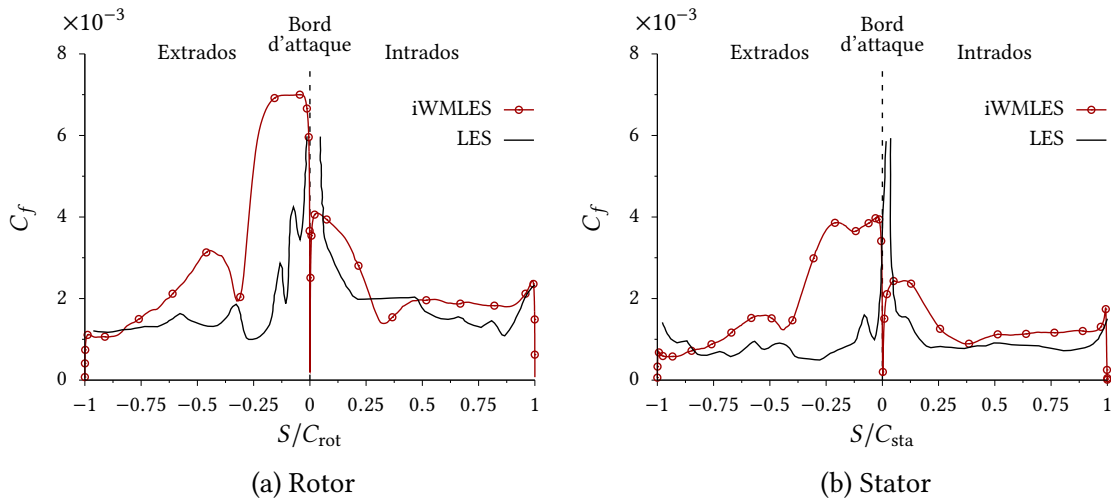 ×10⁻³
Bord
d'attaque
Extrados
Intrados
8
6
4
2
0
C_f
iWMLES
LES
−1 −0.75 −0.5 −0.25 0 0.25 0.5 0.75 1
S/C_rot
(a) Rotor
×10⁻³
Bord
d'attaque
Extrados
Intrados
8
6
4
2
0
C_f
iWMLES
LES
−1 −0.75 −0.5 −0.25 0 0.25 0.5 0.75 1
S/C_sta
(b) Stator